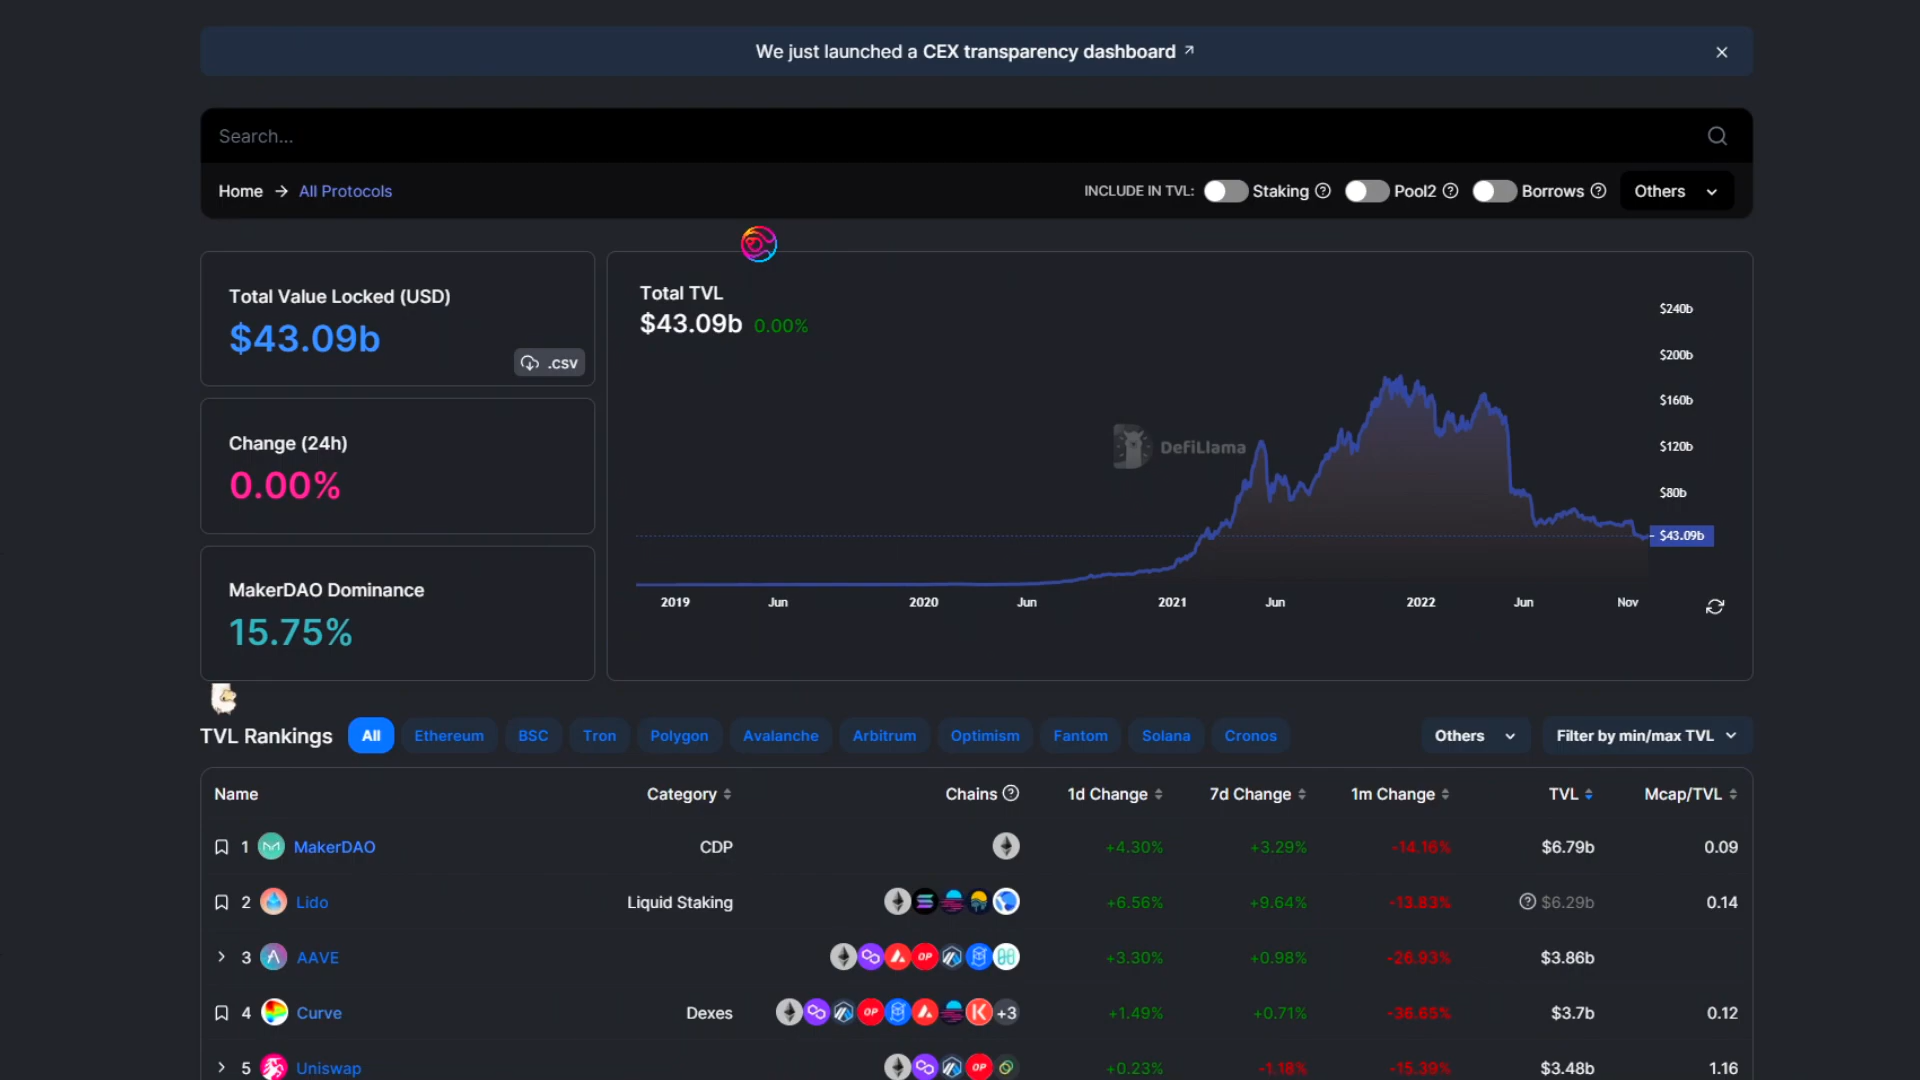 We just launched a CEX transparency dashboard
Search...
Home → All Protocols
INCLUDE IN TVL: Staking Pool2 Borrows Others
Total Value Locked (USD)
$43.09b
.csv
Change (24h)
0.00%
MakerDAO Dominance
15.75%
Total TVL
$43.09b 0.00%
$240b
$200b
$160b
$120b
$80b
$43.09b
DefiLlama
2019 Jun 2020 Jun 2021 Jun 2022 Jun Nov
TVL Rankings All Ethereum BSC Tron Polygon Avalanche Arbitrum Optimism Fantom Solana Cronos Others Filter by min/max TVL
Name Category Chains 1d Change 7d Change 1m Change TVL Mcap/TVL
1 MakerDAO CDP +4.30% +3.29% -14.16% $6.79b 0.09
2 Lido Liquid Staking +6.56% +9.64% -13.83% $6.29b 0.14
3 AAVE OP +3.30% +0.98% -26.93% $3.86b
4 Curve Dexes OP +3 +1.49% +0.71% -36.65% $3.7b 0.12
5 Uniswap OP +0.23% -1.18% -15.39% $3.48b 1.16